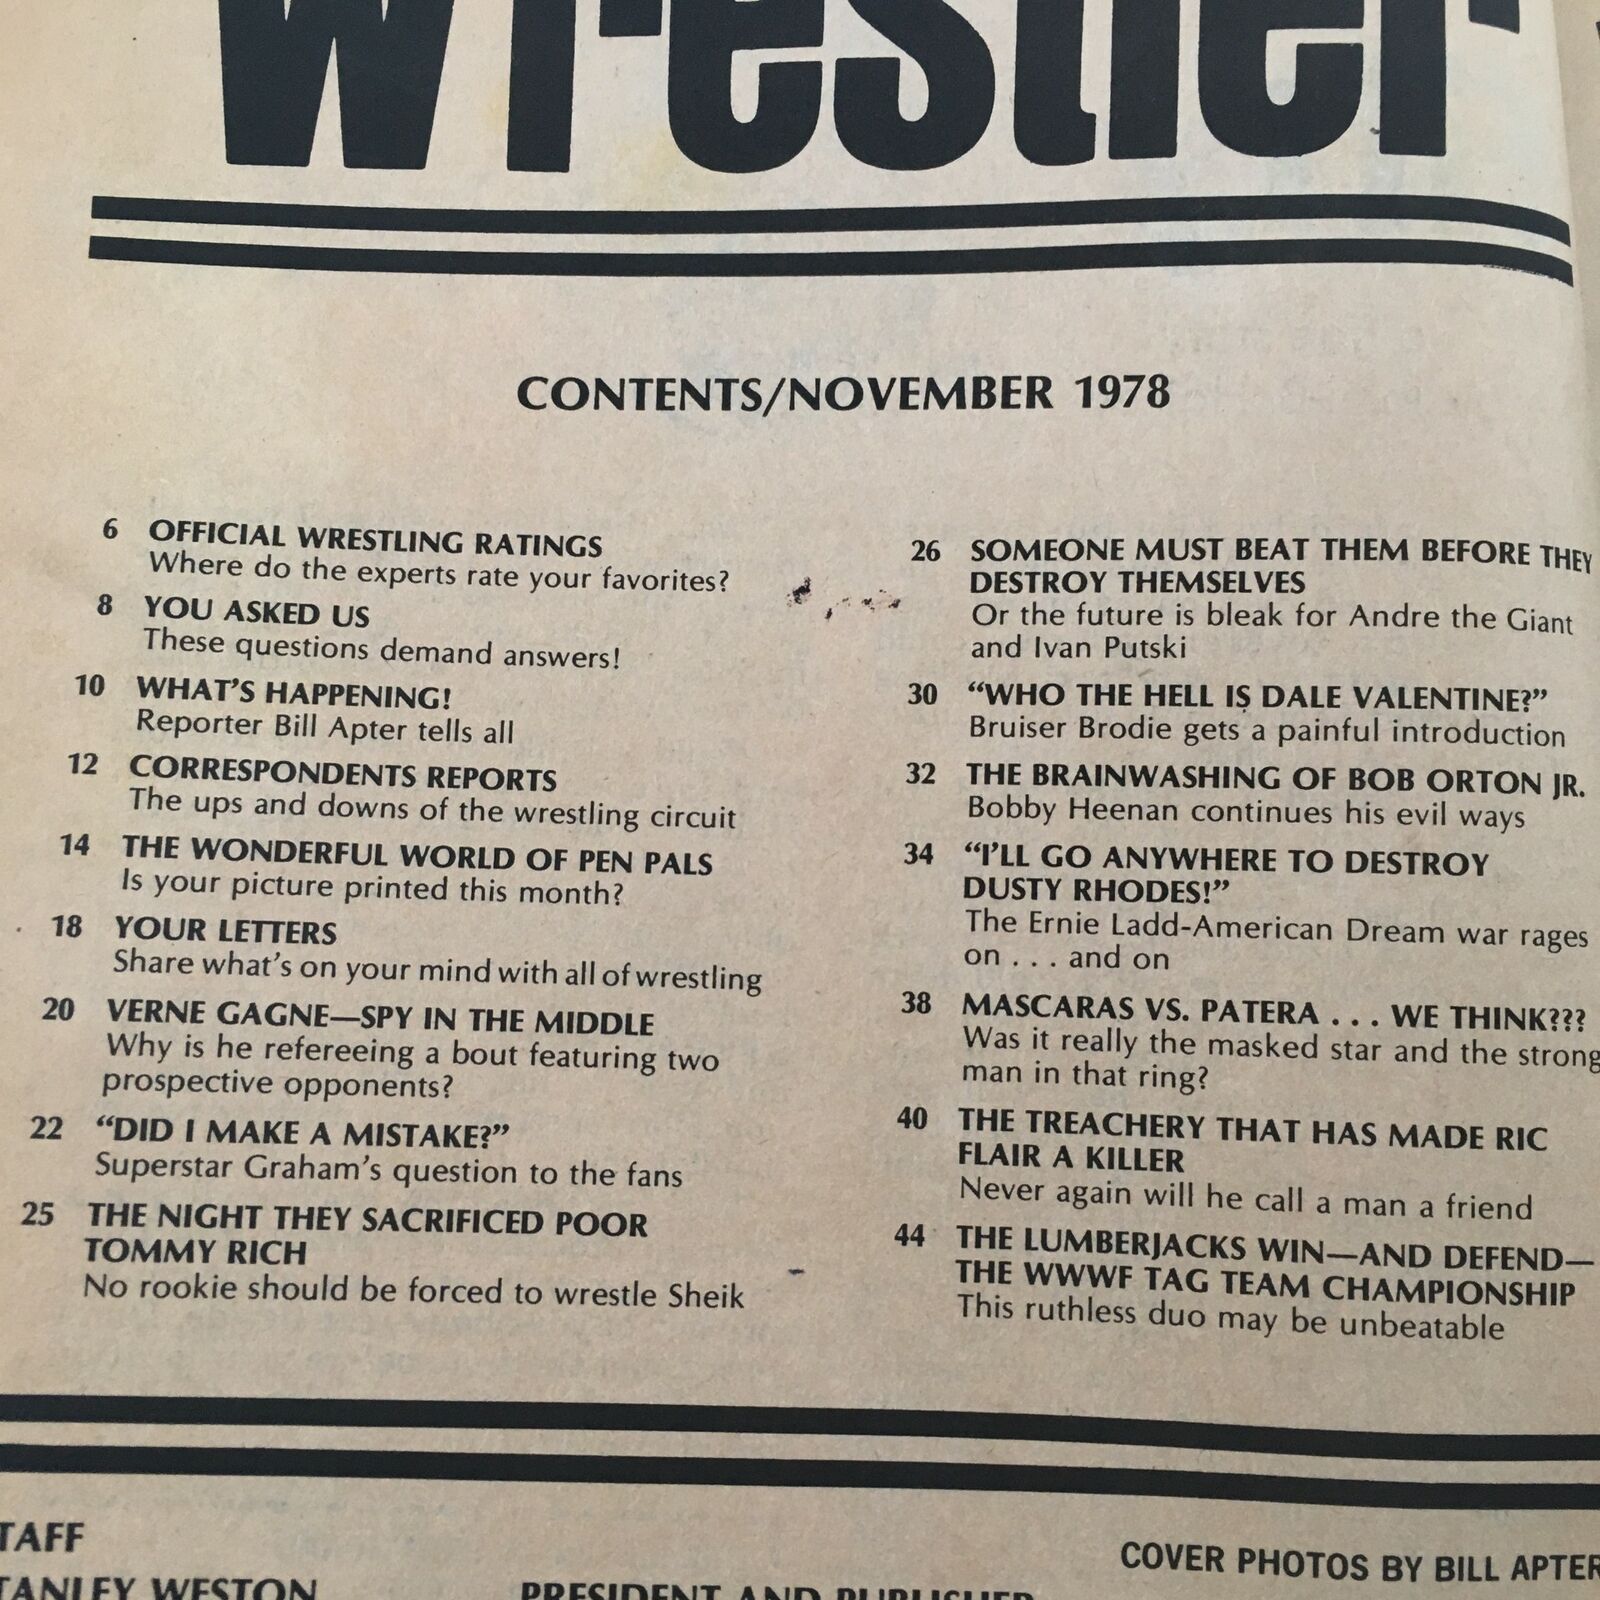 Wrestler
CONTENTS/NOVEMBER 1978
6 OFFICIAL WRESTLING RATINGS
Where do the experts rate your favorites?
8 YOU ASKED US
These questions demand answers!
10 WHAT'S HAPPENING!
Reporter Bill Apter tells all
12 CORRESPONDENTS REPORTS
The ups and downs of the wrestling circuit
14 THE WONDERFUL WORLD OF PEN PALS
Is your picture printed this month?
18 YOUR LETTERS
Share what's on your mind with all of wrestling
20 VERNE GAGNE—SPY IN THE MIDDLE
Why is he refereeing a bout featuring two
prospective opponents?
22 “DID I MAKE A MISTAKE?”
Superstar Graham's question to the fans
25 THE NIGHT THEY SACRIFICED POOR
TOMMY RICH
No rookie should be forced to wrestle Sheik
26 SOMEONE MUST BEAT THEM BEFORE THEY
DESTROY THEMSELVES
Or the future is bleak for Andre the Giant
and Ivan Putski
30 “WHO THE HELL IS DALE VALENTINE?”
Bruiser Brodie gets a painful introduction
32 THE BRAINWASHING OF BOB ORTON JR.
Bobby Heenan continues his evil ways
34 “I'LL GO ANYWHERE TO DESTROY
DUSTY RHODES!”
The Ernie Ladd-American Dream war rages
on . . . and on
38 MASCARAS VS. PATERA . . . WE THINK???
Was it really the masked star and the strong
man in that ring?
40 THE TREACHERY THAT HAS MADE RIC
FLAIR A KILLER
Never again will he call a man a friend
44 THE LUMBERJACKS WIN—AND DEFEND—
THE WWWF TAG TEAM CHAMPIONSHIP
This ruthless duo may be unbeatable
TAFF
TANLEY WESTON
PRESIDENT AND PUBLISHER
COVER PHOTOS BY BILL APTER